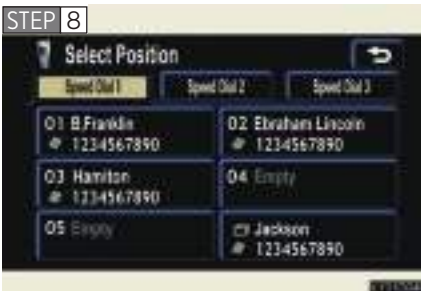 STEP 8
Select Position
Speed Dial 1 Speed Dial 2 Speed Dial 3
01 B.Franklin 02 Ebraham Lincoln
1234567890 1234567890
03 Hamiton 04 Empty
1234567890
05 Empty Jackson
1234567890